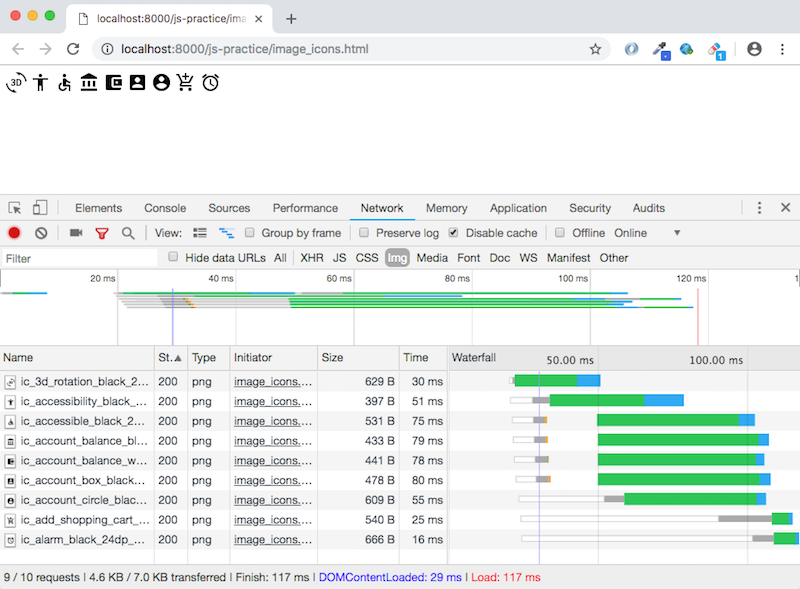 localhost:8000/js-practice/ima
localhost:8000/js-practice/image_icons.html
1
3D
Elements Console Sources Performance Network Memory Application Security Audits
View: Group by frame Preserve log Disable cache Offline Online
Filter Hide data URLs All XHR JS CSS Img Media Font Doc WS Manifest Other
20 ms 40 ms 60 ms 80 ms 100 ms 120 ms 1
Name St... Type Initiator Size Time Waterfall 50.00 ms 100.00 ms
ic_3d_rotation_black_2... 200 png image_icons.... 629 B 30 ms
ic_accessibility_black_... 200 png image_icons.... 397 B 51 ms
ic_accessible_black_2... 200 png image_icons.... 531 B 75 ms
ic_account_balance_bl... 200 png image_icons.... 433 B 79 ms
ic_account_balance_w... 200 png image_icons.... 441 B 78 ms
ic_account_box_black... 200 png image_icons.... 478 B 80 ms
ic_account_circle_blac... 200 png image_icons.... 609 B 55 ms
ic_add_shopping_cart_... 200 png image_icons.... 540 B 25 ms
ic_alarm_black_24dp_... 200 png image_icons.... 666 B 16 ms
9 / 10 requests | 4.6 KB / 7.0 KB transferred | Finish: 117 ms | DOMContentLoaded: 29 ms | Load: 117 ms